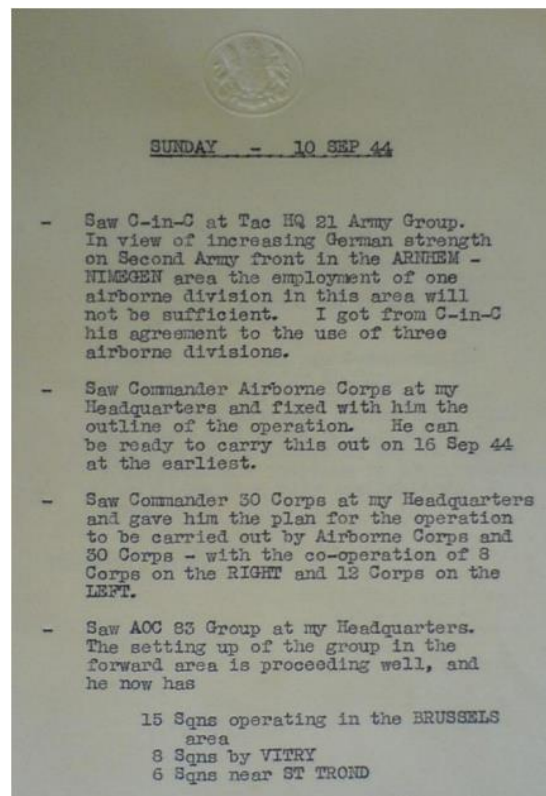 SUNDAY - 10 SEP 44
- Saw C-in-C at Tac HQ 21 Army Group.
In view of increasing German strength
on Second Army front in the ARNHEM -
NIMEGEN area the employment of one
airborne division in this area will
not be sufficient. I got from C-in-C
his agreement to the use of three
airborne divisions.
- Saw Commander Airborne Corps at my
Headquarters and fixed with him the
outline of the operation. He can
be ready to carry this out on 16 Sep 44
at the earliest.
- Saw Commander 30 Corps at my Headquarters
and gave him the plan for the operation
to be carried out by Airborne Corps and
30 Corps - with the co-operation of 8
Corps on the RIGHT and 12 Corps on the
LEFT.
- Saw AOC 83 Group at my Headquarters.
The setting up of the group in the
forward area is proceeding well, and
he now has
15 Sqns operating in the BRUSSELS
area
8 Sqns by VITRY
6 Sqns near ST TROND